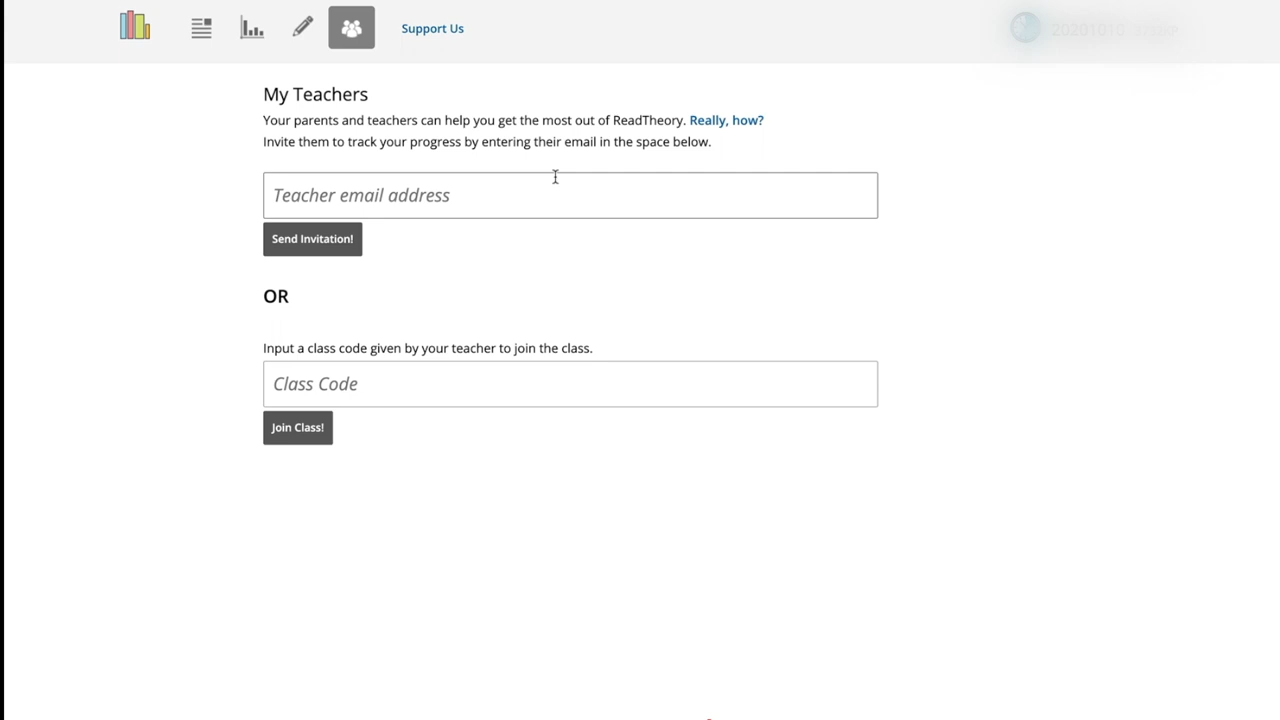 Support Us
My Teachers
Your parents and teachers can help you get the most out of ReadTheory. Really, how?
Invite them to track your progress by entering their email in the space below.
Teacher email address
Send Invitation!
OR
Input a class code given by your teacher to join the class.
Class Code
Join Class!